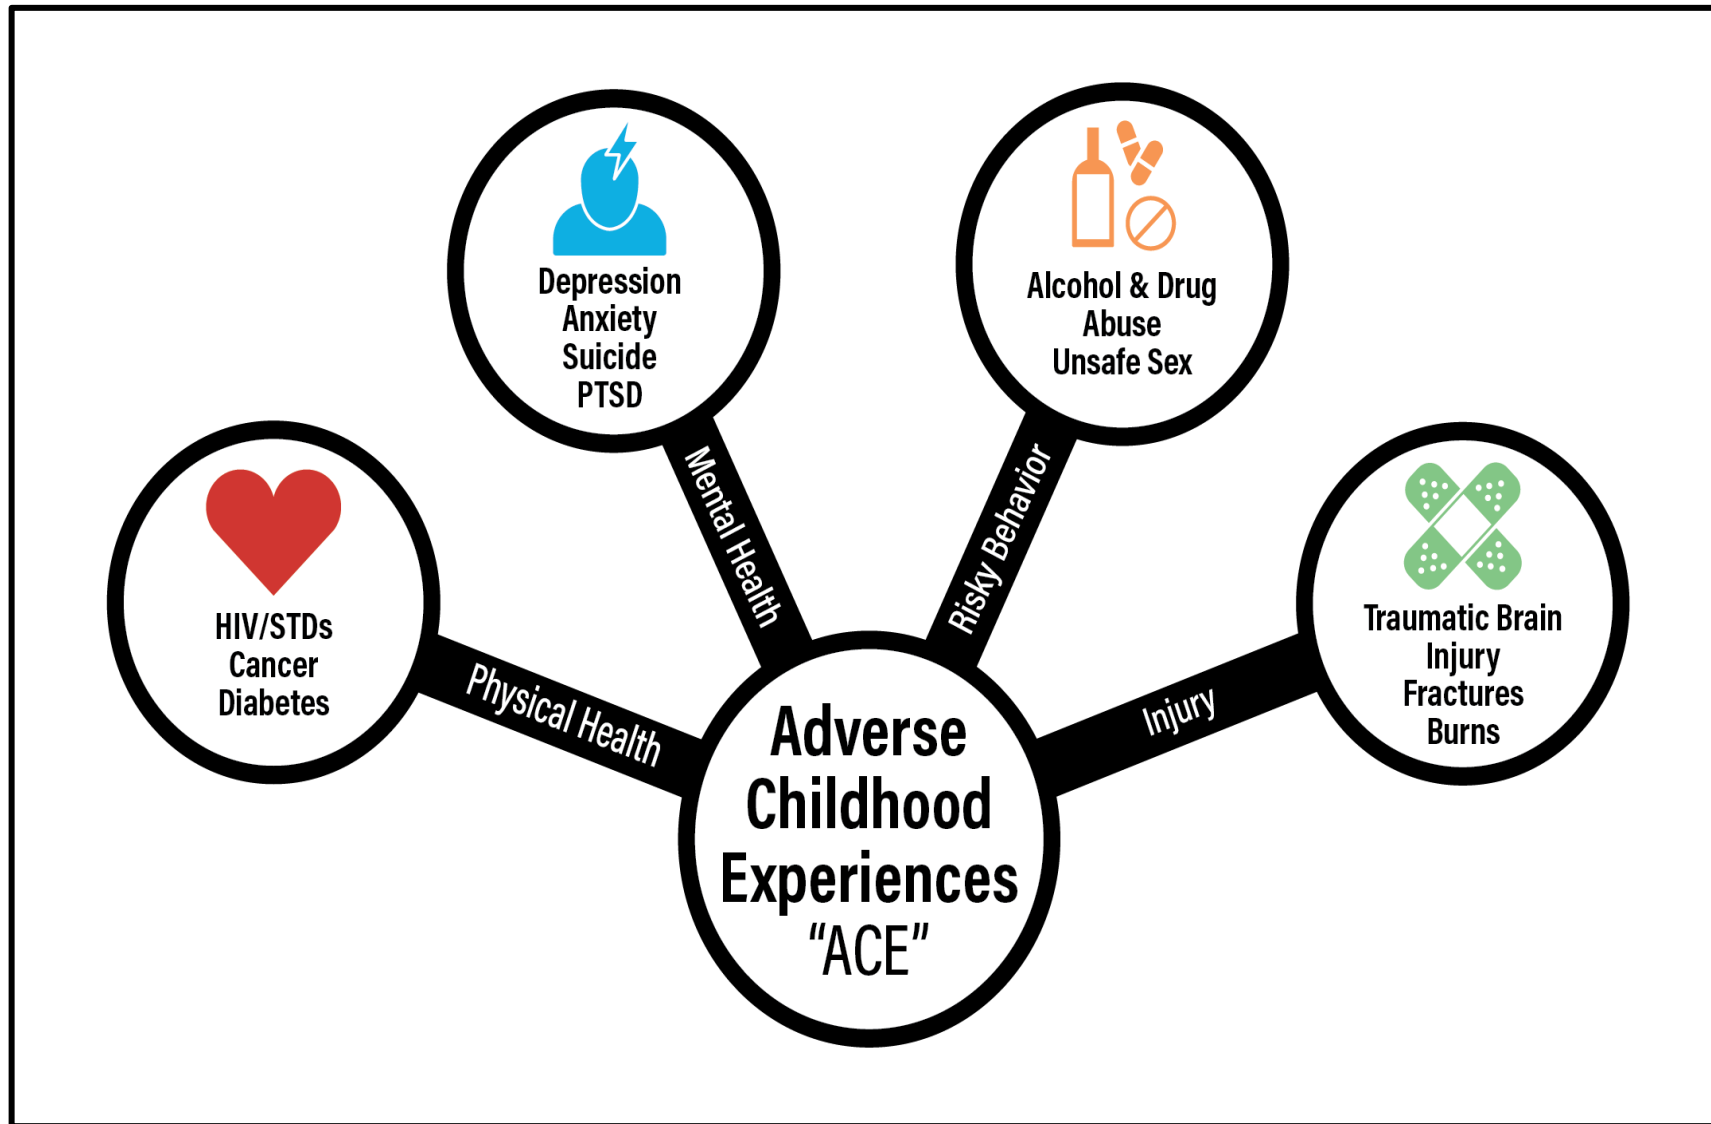 Depression
Anxiety
Suicide
PTSD
Alcohol & Drug
Abuse
Unsafe Sex
HIV/STDs
Cancer
Diabetes
Traumatic Brain
Injury
Fractures
Burns
Physical Health
Mental Health
Risky Behavior
Injury
Adverse
Childhood
Experiences
“ACE”